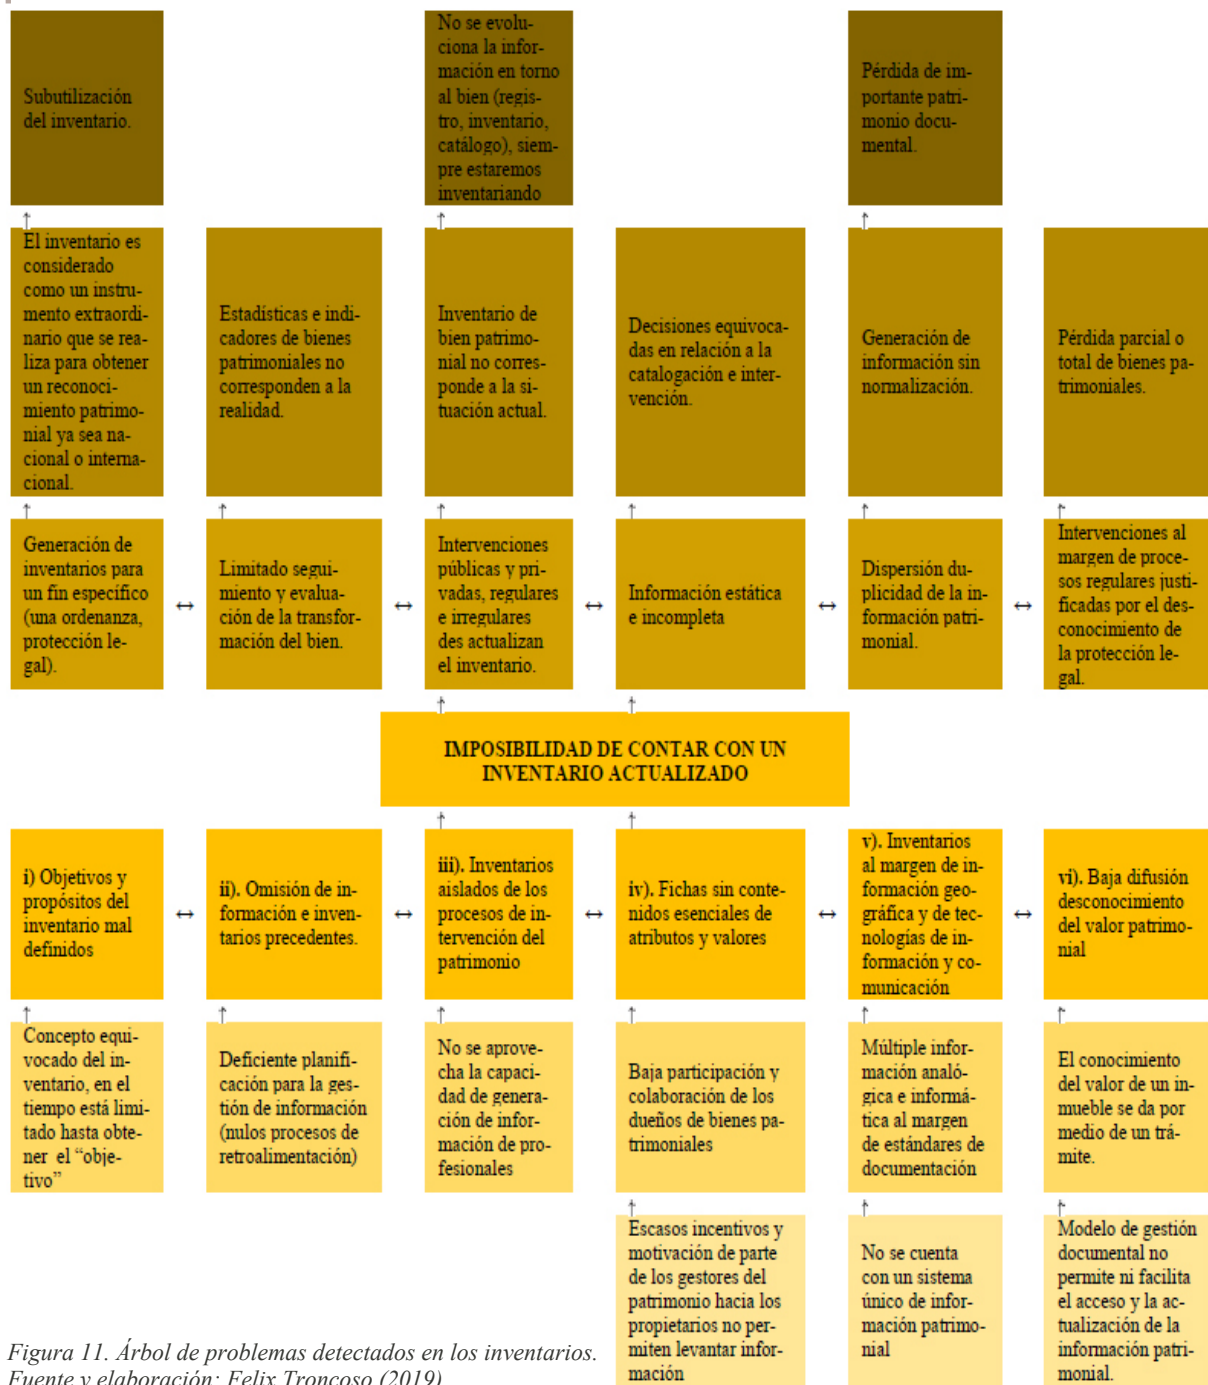 Subutilización
del inventario.
No se evolu-
ciona la infor-
mación en torno
al bien (regis-
tro, inventario,
catálogo), siem-
pre estaremos
inventariando
Pérdida de im-
portante patri-
monio docu-
mental.
↑
↑
↑
El inventario es
considerado
como un instru-
mento extraordi-
nario que se rea-
liza para obtener
un reconoci-
miento patrimo-
nial ya sea na-
cional o interna-
cional.
Estadísticas e indi-
cadores de bienes
patrimoniales no
corresponden a la
realidad.
Inventario de
bien patrimo-
nial no corres-
ponde a la si-
tuación actual.
Decisiones equivoca-
das en relación a la
catalogación e inter-
vención.
Generación de
información sin
normalización.
Pérdida parcial o
total de bienes pa-
trimoniales.
↑
↑
↑
↑
↑
↑
Generación de
inventarios para
un fin específico
(una ordenanza,
protección le-
gal).
↔
Limitado segui-
miento y evalua-
ción de la transfor-
mación del bien.
↔
Intervenciones
públicas y pri-
vadas, regulares
e irregulares
des actualizan
el inventario.
↔
Información estática
e incompleta
↔
Dispersión du-
plicidad de la in-
formación patri-
monial.
↔
Intervenciones al
margen de proce-
sos regulares justi-
ficadas por el des-
conocimiento de
la protección le-
gal.
↑
↑
IMPOSIBILIDAD DE CONTAR CON UN
INVENTARIO ACTUALIZADO
↑
↑
i) Objetivos y
propósitos del
inventario mal
definidos
↔
ii). Omisión de in-
formación e inven-
tarios precedentes.
↔
iii). Inventarios
aislados de los
procesos de in-
tervención del
patrimonio
↔
iv). Fichas sin conte-
nidos esenciales de
atributos y valores
↔
v). Inventarios
al margen de in-
formación geo-
gráfica y de tec-
nologías de in-
formación y co-
municación
↔
vi). Baja difusión
desconocimiento
del valor patrimo-
nial
↑
↑
↑
↑
↑
↑
Concepto equi-
vocado del in-
ventario, en el
tiempo está limi-
tado hasta obte-
ner el “obje-
tivo”
Deficiente planifi-
cación para la ges-
tión de información
(nulos procesos de
retroalimentación)
No se aprove-
cha la capaci-
dad de genera-
ción de infor-
mación de pro-
fesionales
Baja participación y
colaboración de los
dueños de bienes pa-
trimoniales
Múltiple infor-
mación analó-
gica e informá-
tica al margen
de estándares de
documentación
El conocimiento
del valor de un in-
mueble se da por
medio de un trá-
mite.
↑
↑
↑
Escasos incentivos y
motivación de parte
de los gestores del
patrimonio hacia los
propietarios no per-
miten levantar infor-
mación
No se cuenta
con un sistema
único de infor-
mación patrimo-
nial
Modelo de gestión
documental no
permite ni facilita
el acceso y la ac-
tualización de la
información patri-
monial.
Figura 11. Árbol de problemas detectados en los inventarios.
Fuente y elaboración: Felix Troncoso (2019)